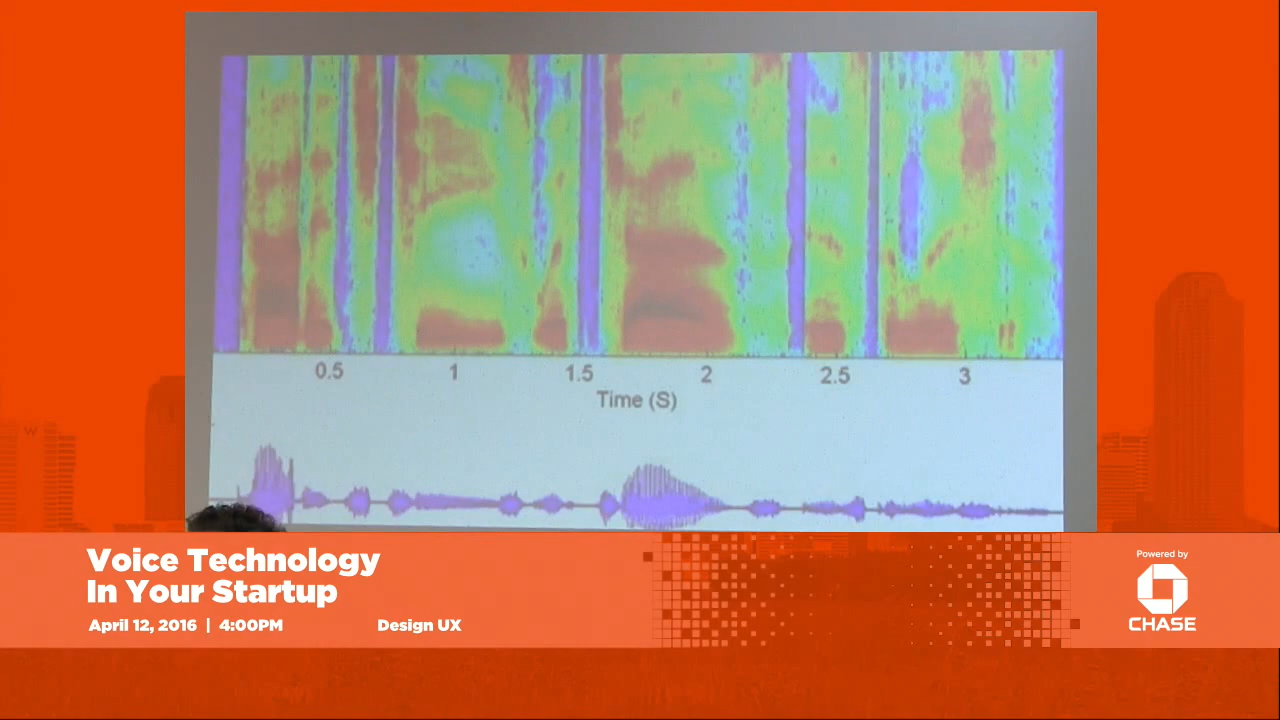 0.5 1 1.5 2 2.5 3
Time (S)
Voice Technology
In Your Startup
April 12, 2016 | 4:00PM Design UX
Powered by
CHASE
W